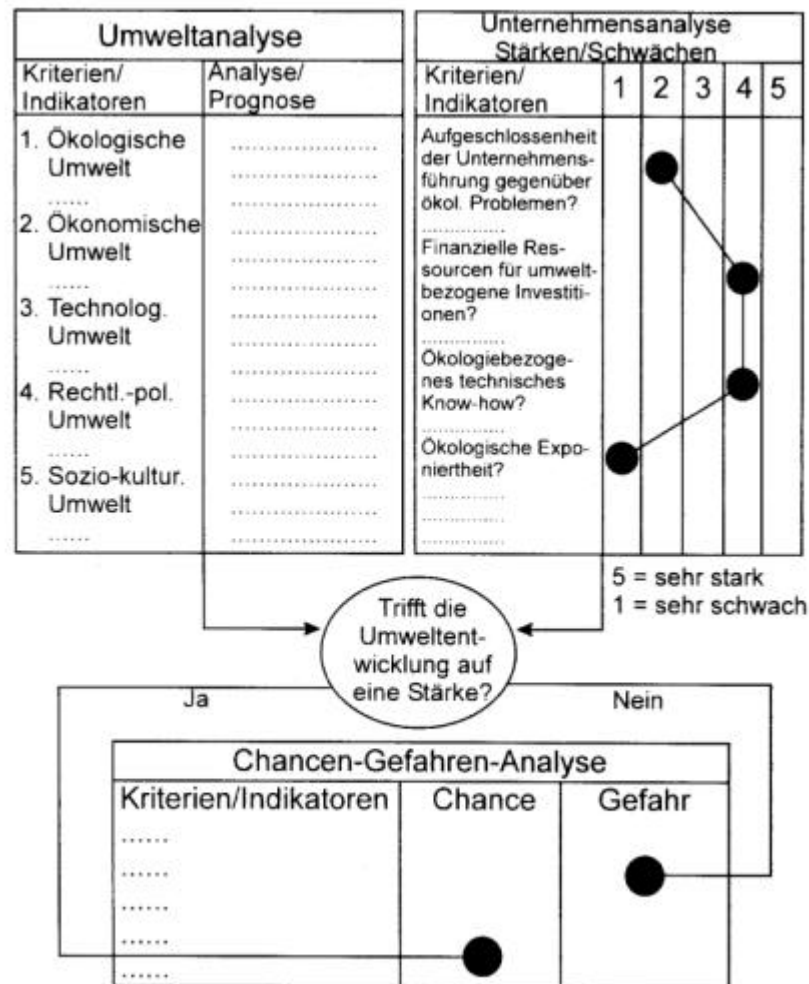 Umweltanalyse
Kriterien/
Indikatoren
Analyse/
Prognose
1. Ökologische
Umwelt
......
2. Ökonomische
Umwelt
......
3. Technolog.
Umwelt
......
4. Rechtl.-pol.
Umwelt
......
5. Sozio-kultur.
Umwelt
......
Unternehmensanalyse
Stärken/Schwächen
Kriterien/
Indikatoren
1 2 3 4 5
Aufgeschlossenheit
der Unternehmens-
führung gegenüber
ökol. Problemen?
Finanzielle Res-
sourcen für umwelt-
bezogene Investiti-
onen?
Ökologiebezoge-
nes technisches
Know-how?
Ökologische Expo-
niertheit?
5 = sehr stark
1 = sehr schwach
Trifft die
Umweltent-
wicklung auf
eine Stärke?
Ja
Nein
Chancen-Gefahren-Analyse
Kriterien/Indikatoren Chance Gefahr
......
......
......
......
......